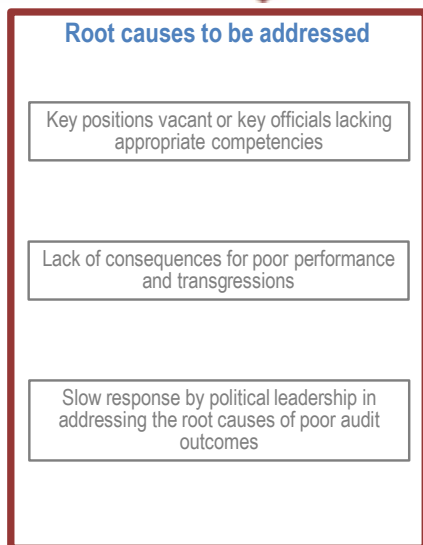 Root causes to be addressed
Key positions vacant or key officials lacking
appropriate competencies
Lack of consequences for poor performance
and transgressions
Slow response by political leadership in
addressing the root causes of poor audit
outcomes